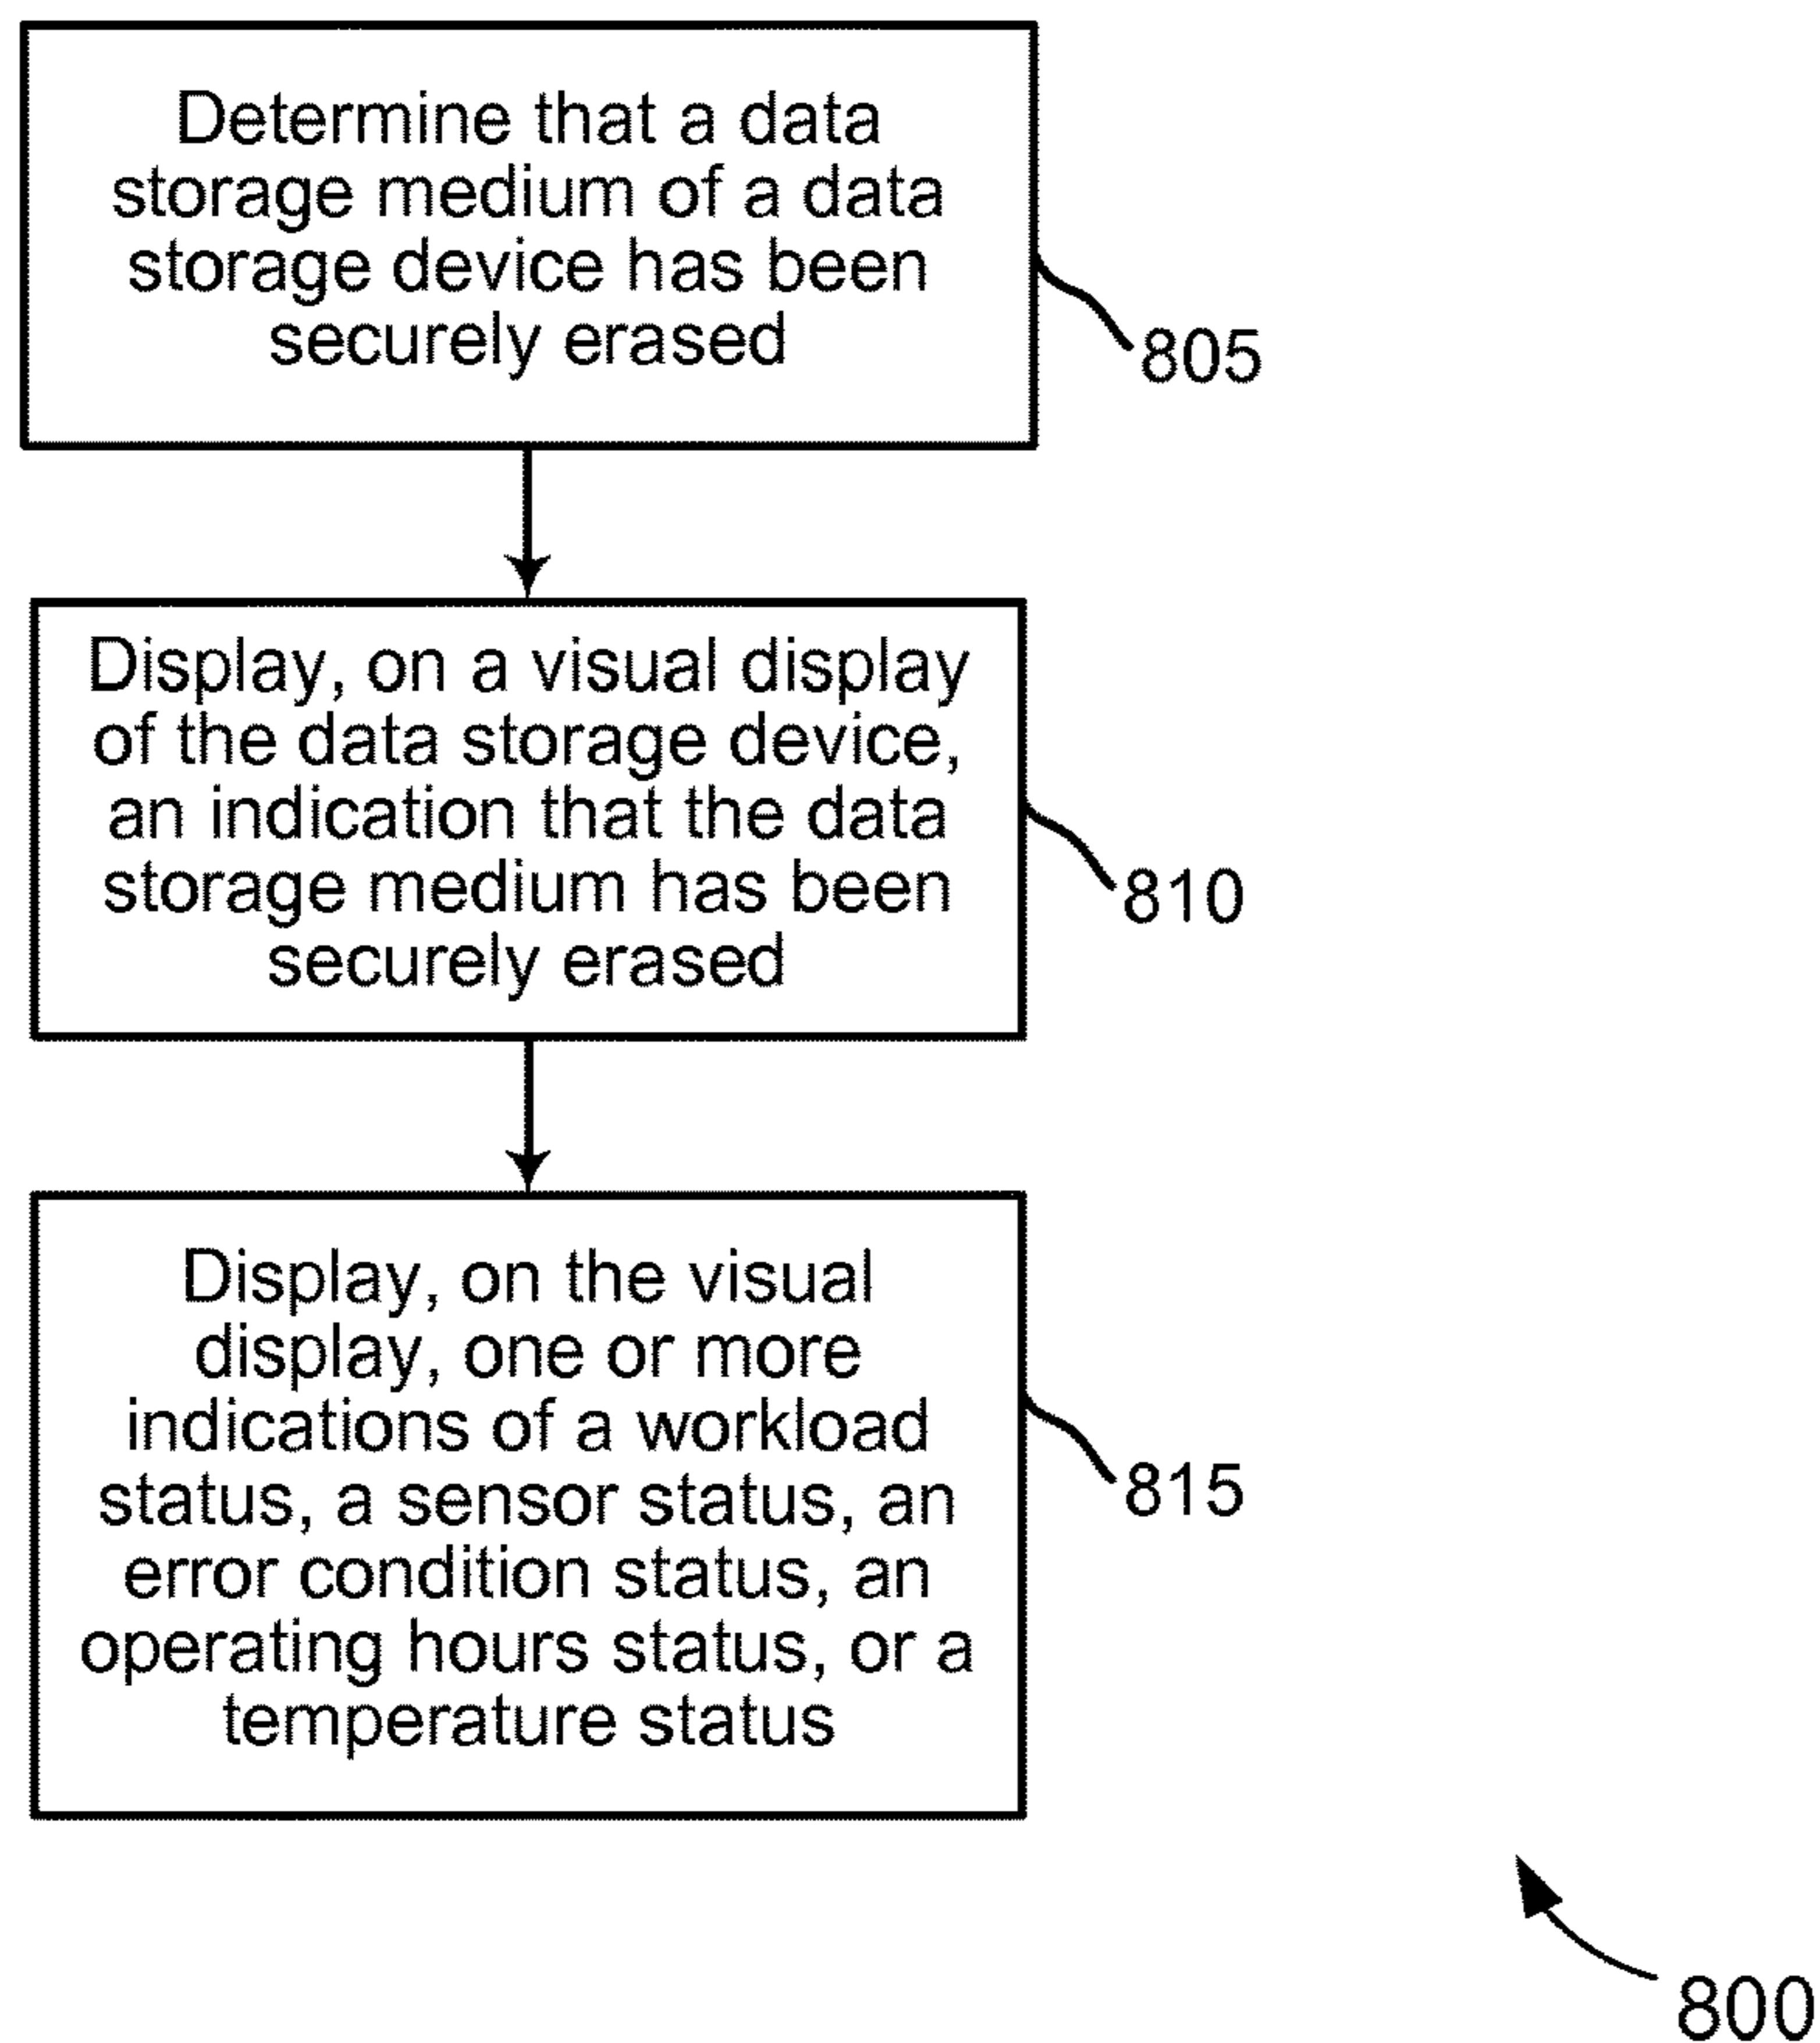 Determine that a data
storage medium of a data
storage device has been
securely erased
805
Display, on a visual display
of the data storage device,
an indication that the data
storage medium has been
securely erased
810
Display, on the visual
display, one or more
indications of a workload
status, a sensor status, an
error condition status, an
operating hours status, or a
temperature status
815
800